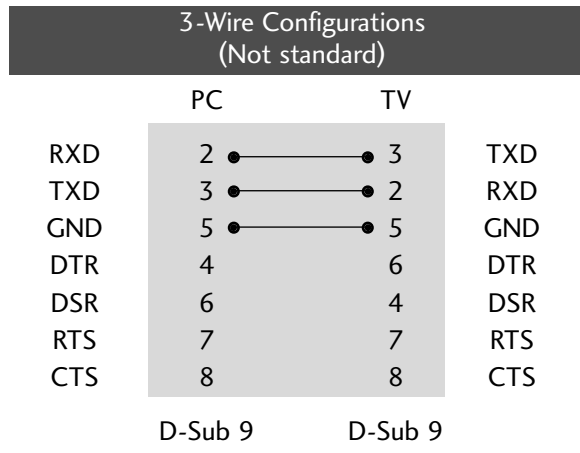 3-Wire Configurations
(Not standard)
PC TV
RXD 2 3 TXD
TXD 3 2 RXD
GND 5 5 GND
DTR 4 6 DTR
DSR 6 4 DSR
RTS 7 7 RTS
CTS 8 8 CTS
D-Sub 9 D-Sub 9